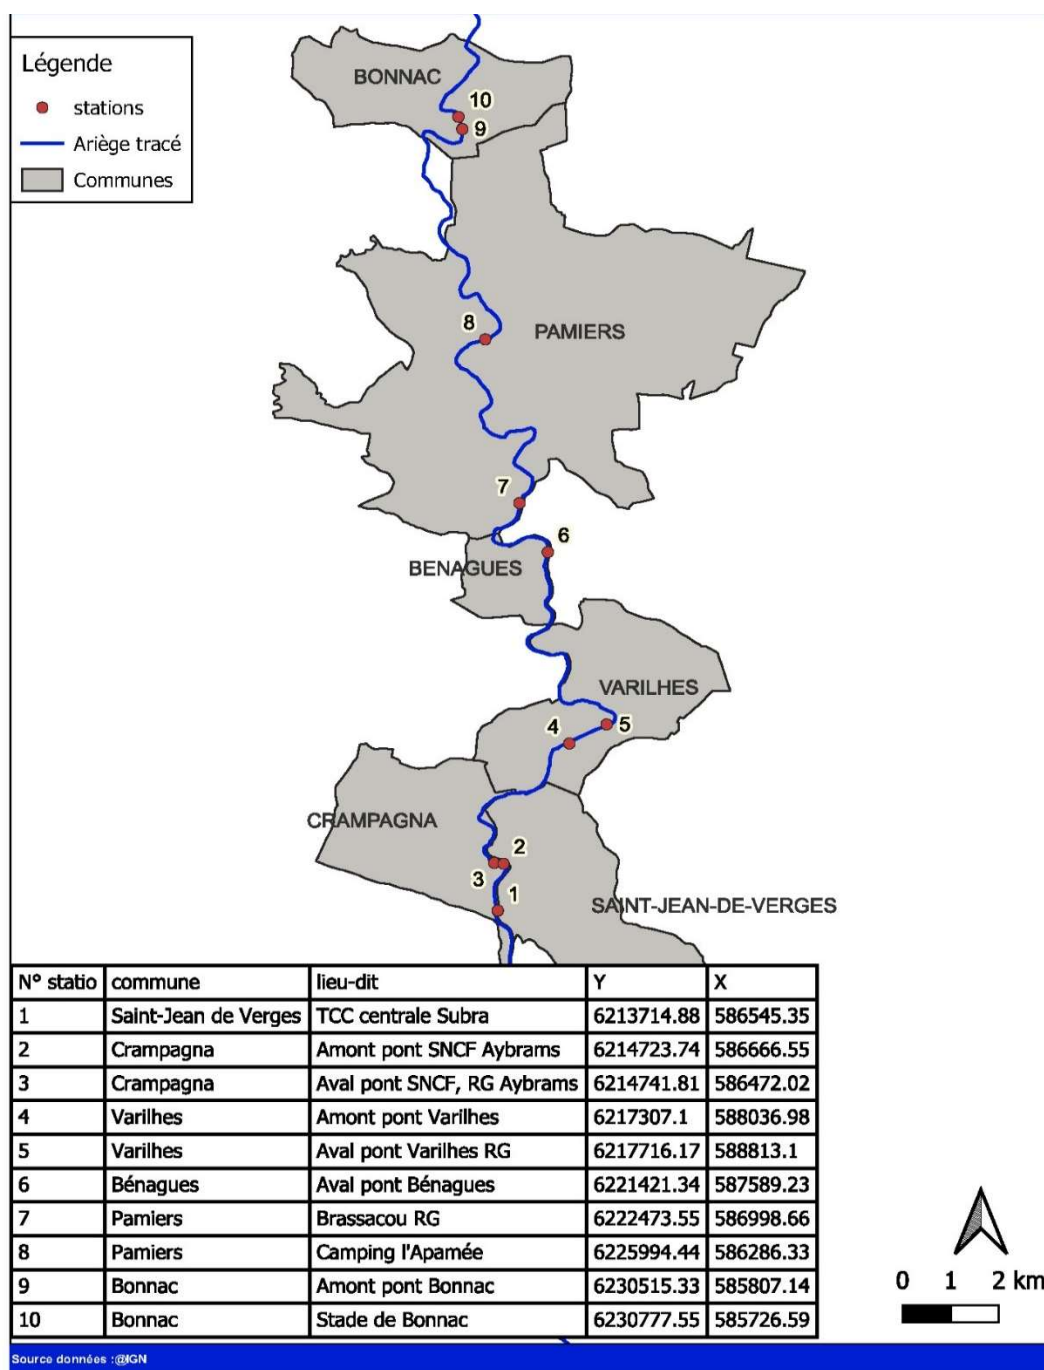 Légende
stations
Ariège tracé
Communes
BONNAC
10
9
PAMIERS
8
7
6
BENAGUES
VARILHES
4
5
CRAMPAGNA
2
3
1
SAINT-JEAN-DE-VERGES
N° statio commune lieu-dit Y X
1 Saint-Jean de Verges TCC centrale Subra 6213714.88 586545.35
2 Crampagna Amont pont SNCF Aybrams 6214723.74 586666.55
3 Crampagna Aval pont SNCF, RG Aybrams 6214741.81 586472.02
4 Varilhes Amont pont Varilhes 6217307.1 588036.98
5 Varilhes Aval pont Varilhes RG 6217716.17 588813.1
6 Bénagues Aval pont Bénagues 6221421.34 587589.23
7 Pamiers Brassacou RG 6222473.55 586998.66
8 Pamiers Camping l'Apamée 6225994.44 586286.33
9 Bonnac Amont pont Bonnac 6230515.33 585807.14
10 Bonnac Stade de Bonnac 6230777.55 585726.59
0 1 2 km
Source données :@IGN